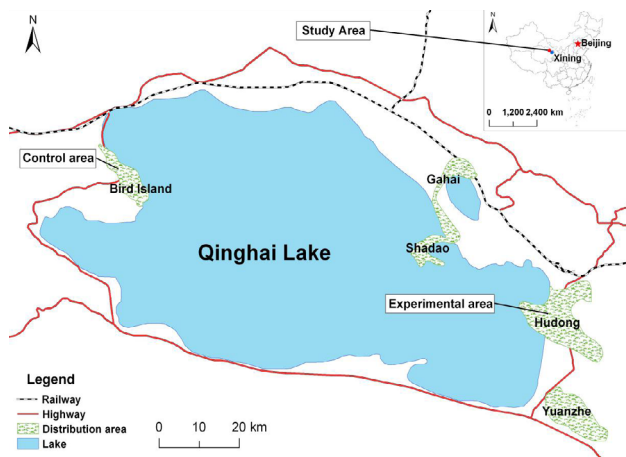 N
Study Area
N
Beijing
Xining
0 1,200 2,400 km
Control area
Bird Island
Gahai
Shadao
Qinghai Lake
Experimental area
Hudong
Yuanzhe
Legend
Railway
Highway
Distribution area
Lake
0 10 20 km